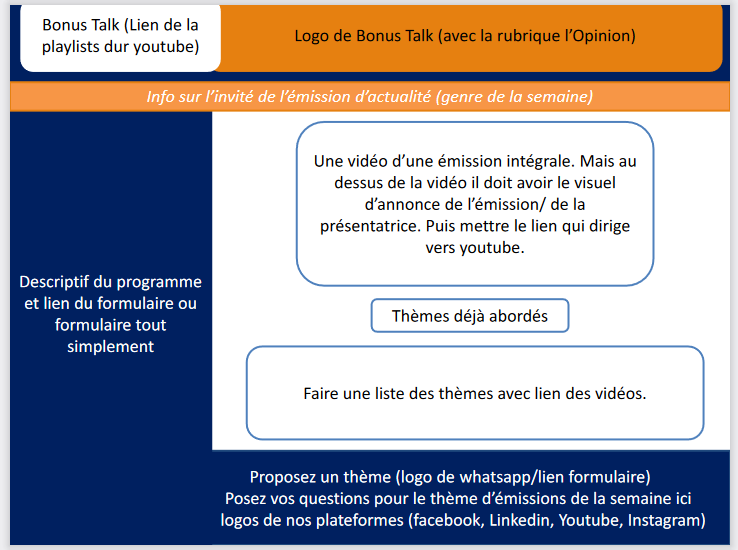 Bonus Talk (Lien de la
playlists dur youtube)
Logo de Bonus Talk (avec la rubrique l’Opinion)
Info sur l’invité de l’émission d’actualité (genre de la semaine)
Une vidéo d’une émission intégrale. Mais au
dessus de la vidéo il doit avoir le visuel
d’annonce de l’émission/ de la
présentatrice. Puis mettre le lien qui dirige
vers youtube.
Descriptif du programme
et lien du formulaire ou
formulaire tout
simplement
Thèmes déjà abordés
Faire une liste des thèmes avec lien des vidéos.
Proposez un thème (logo de whatsapp/lien formulaire)
Posez vos questions pour le thème d’émissions de la semaine ici
logos de nos plateformes (facebook, Linkedin, Youtube, Instagram)